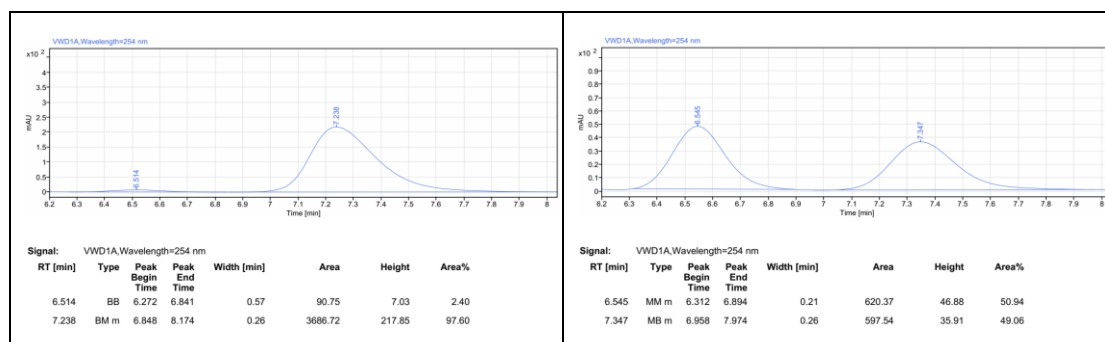 VWD1A,Wavelength=254 nm
x10 2
4
3.5
3
2.5
2
1.5
1
0.5
0
mAU
6.514
7.238
6.2 6.3 6.4 6.5 6.6 6.7 6.8 6.9 7 7.1 7.2 7.3 7.4 7.5 7.6 7.7 7.8 7.9 8
Time [min]
Signal: VWD1A,Wavelength=254 nm
RT [min] Type Peak Peak Width [min] Area Height Area%
Begin End
Time Time
6.514 BB 6.272 6.841 0.57 90.75 7.03 2.40
7.238 BM m 6.848 8.174 0.26 3686.72 217.85 97.60
VWD1A,Wavelength=254 nm
x10 2
0.9
0.8
0.7
0.6
0.5
0.4
0.3
0.2
0.1
0
mAU
6.545
7.347
6.2 6.3 6.4 6.5 6.6 6.7 6.8 6.9 7 7.1 7.2 7.3 7.4 7.5 7.6 7.7 7.8 7.9 8
Time [min]
Signal: VWD1A,Wavelength=254 nm
RT [min] Type Peak Peak Width [min] Area Height Area%
Begin End
Time Time
6.545 MM m 6.312 6.894 0.21 620.37 46.88 50.94
7.347 MB m 6.958 7.974 0.26 597.54 35.91 49.06